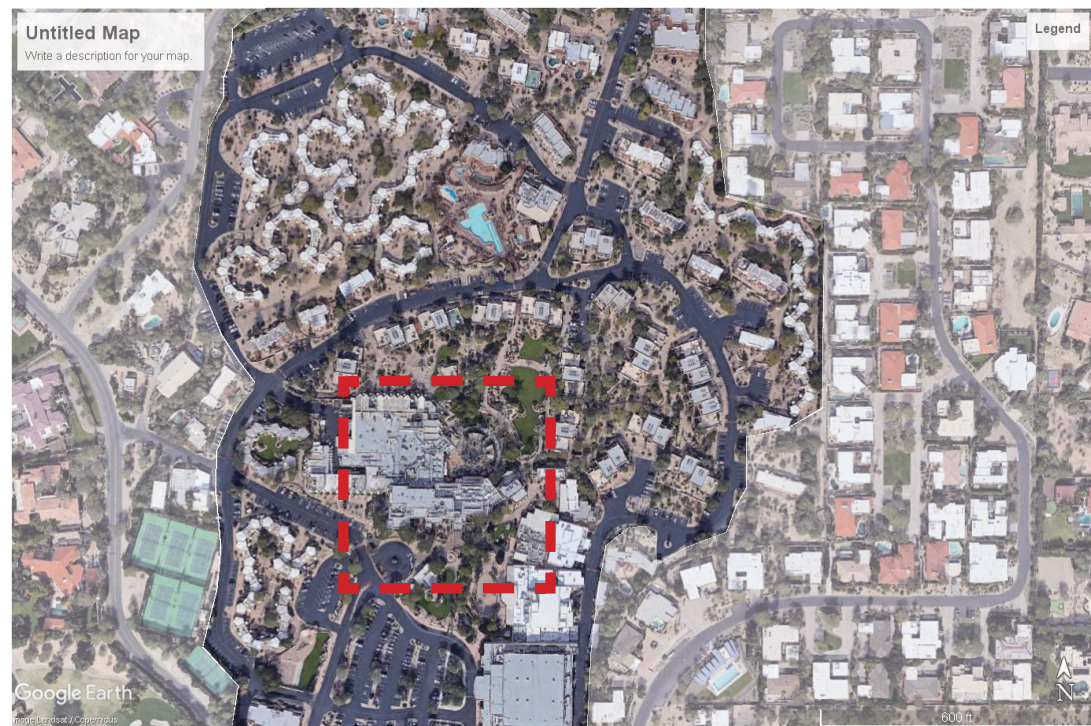 Untitled Map
Write a description for your map.
Legend
Google Earth
Image Landsat / Copernicus
N
600 ft